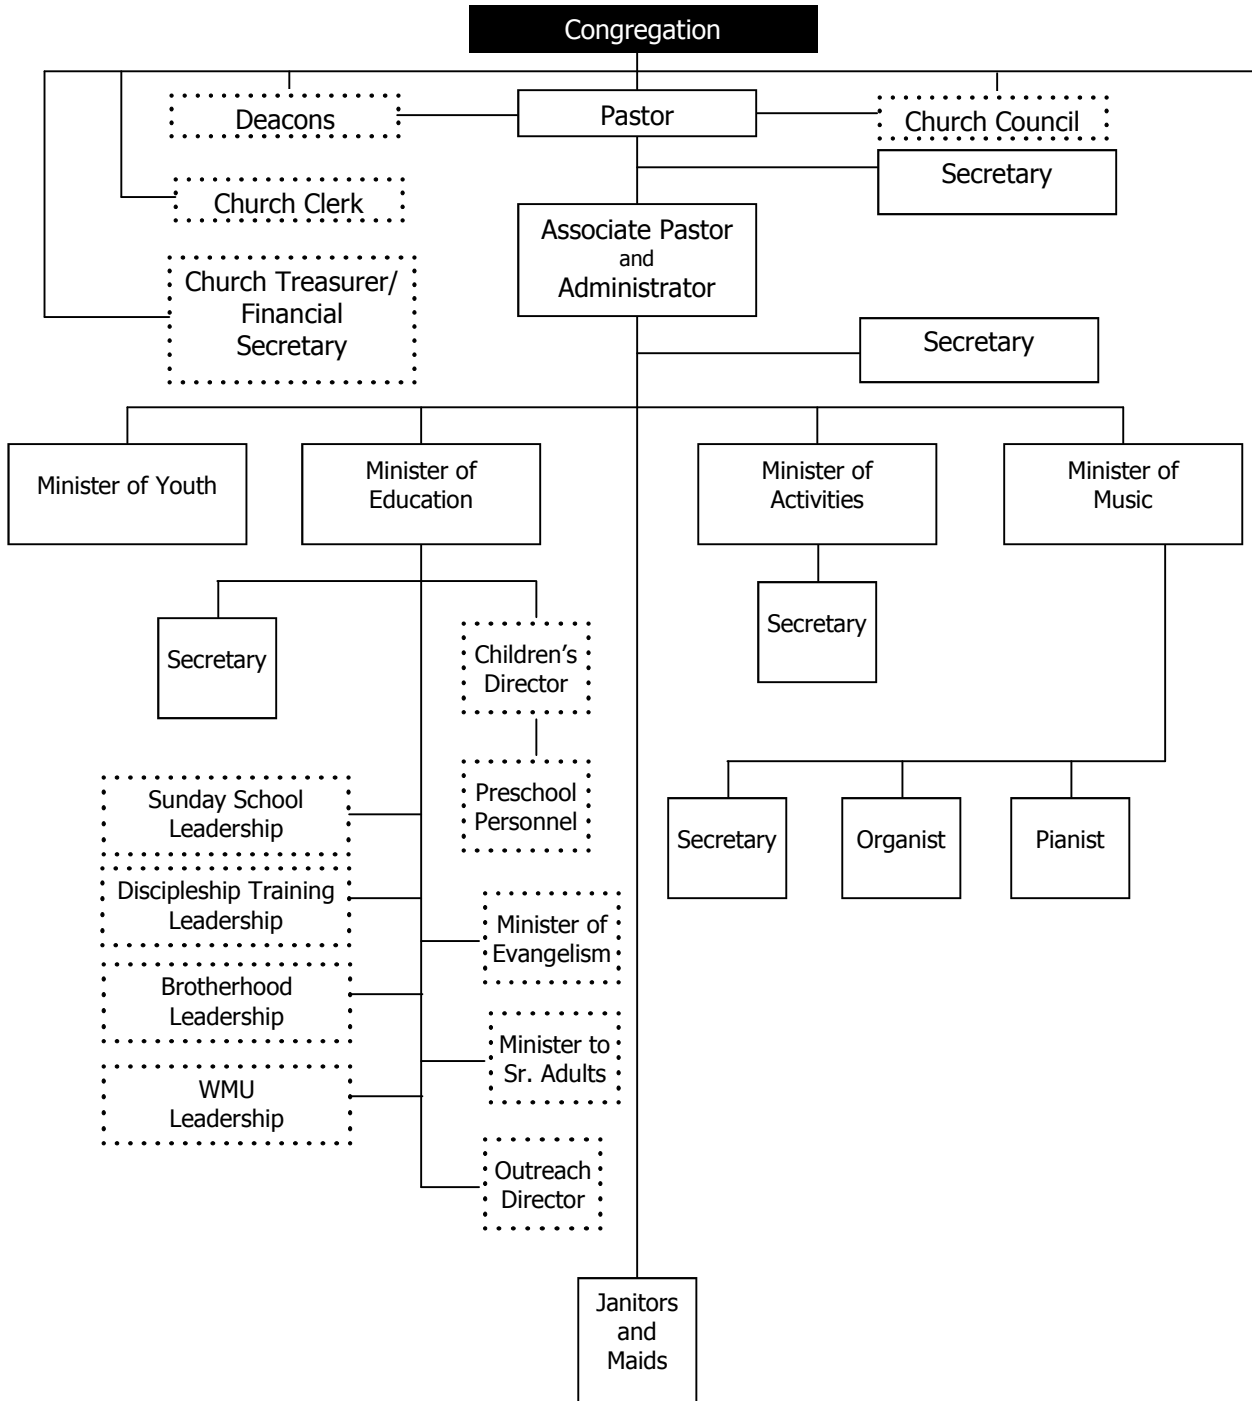 Congregation
Deacons
Pastor
Church Council
Secretary
Church Clerk
Associate Pastor
and
Administrator
Church Treasurer/
Financial
Secretary
Secretary
Minister of Youth
Minister of
Education
Minister of
Activities
Minister of
Music
Secretary
Children's
Director
Secretary
Sunday School
Leadership
Preschool
Personnel
Secretary
Organist
Pianist
Discipleship Training
Leadership
Minister of
Evangelism
Brotherhood
Leadership
Minister to
Sr. Adults
WMU
Leadership
Outreach
Director
Janitors
and
Maids